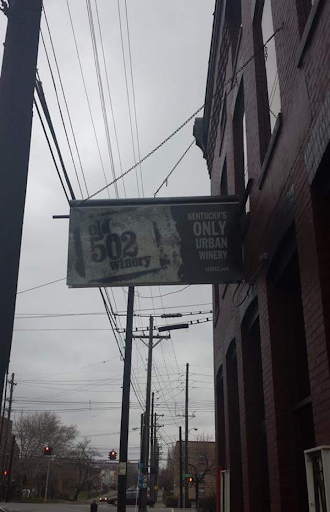 old
502
winery
KENTUCKY'S
ONLY
URBAN
WINERY